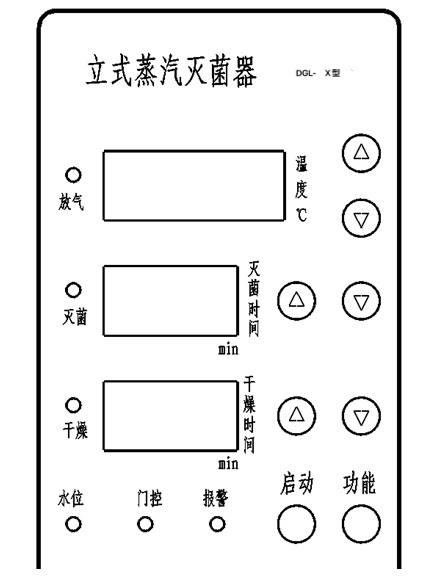 立式蒸汽灭菌器 DGL- X型
放气
温度℃
灭菌
灭菌时间
min
干燥
干燥时间
min
水位 门控 报警 启动 功能